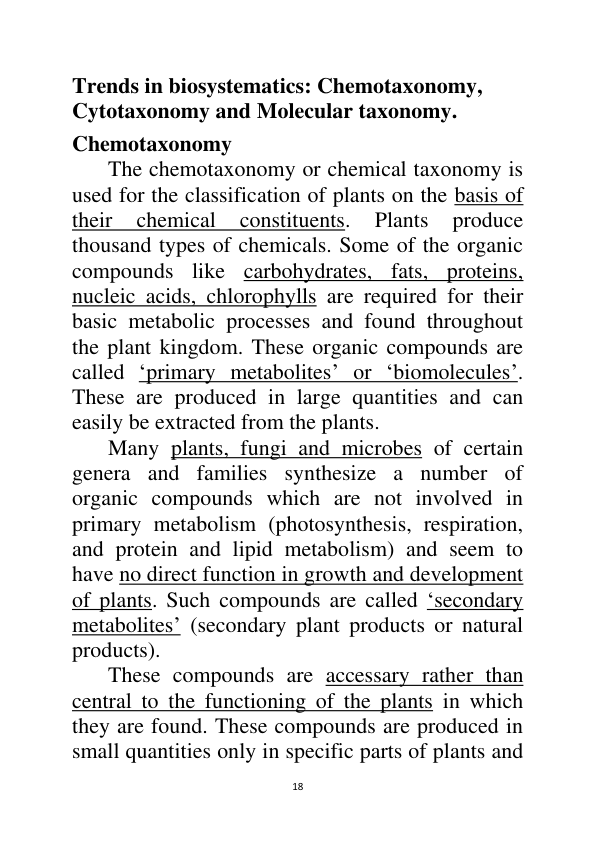 Trends in biosystematics: Chemotaxonomy,
Cytotaxonomy and Molecular taxonomy.
Chemotaxonomy
The chemotaxonomy or chemical taxonomy is
used for the classification of plants on the basis of
their chemical constituents. Plants produce
thousand types of chemicals. Some of the organic
compounds like carbohydrates, fats, proteins,
nucleic acids, chlorophylls are required for their
basic metabolic processes and found throughout
the plant kingdom. These organic compounds are
called ‘primary metabolites’ or ‘biomolecules’.
These are produced in large quantities and can
easily be extracted from the plants.
Many plants, fungi and microbes of certain
genera and families synthesize a number of
organic compounds which are not involved in
primary metabolism (photosynthesis, respiration,
and protein and lipid metabolism) and seem to
have no direct function in growth and development
of plants. Such compounds are called ‘secondary
metabolites’ (secondary plant products or natural
products).
These compounds are accessary rather than
central to the functioning of the plants in which
they are found. These compounds are produced in
small quantities only in specific parts of plants and
18